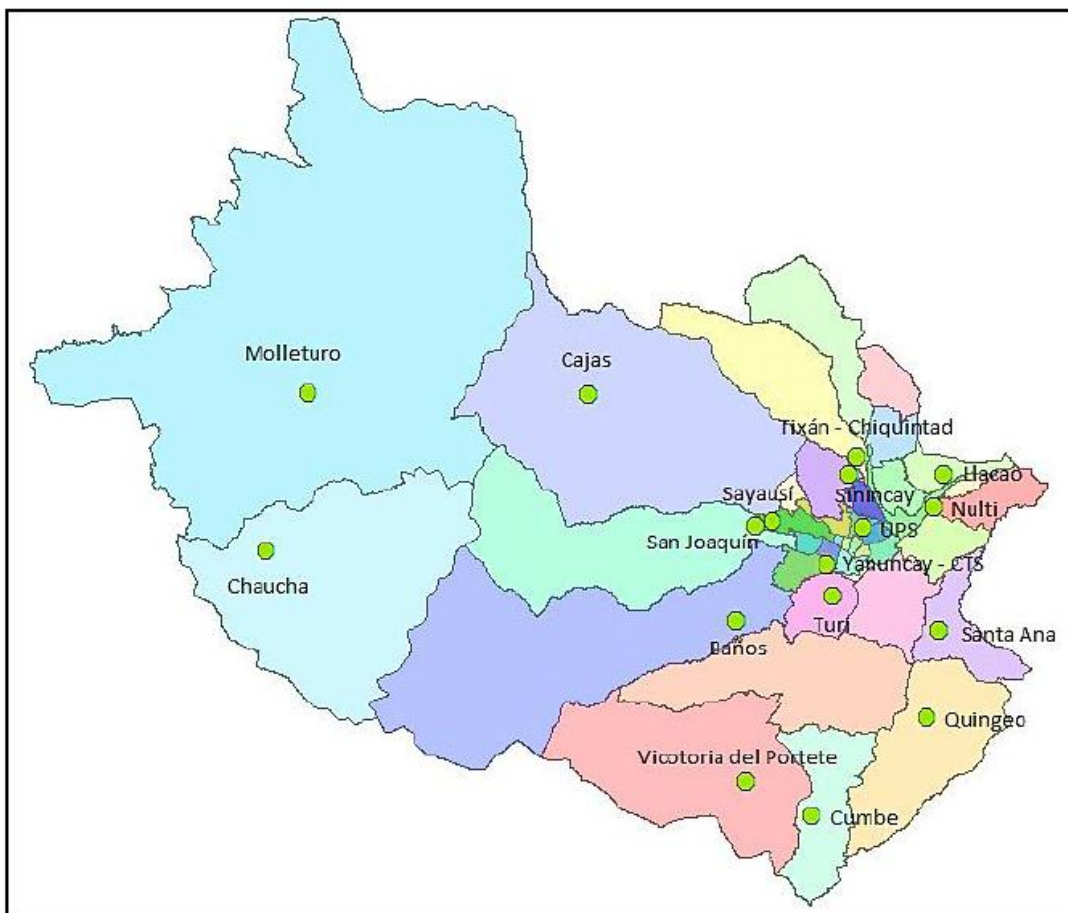 Molleturo
Cajas
Tixán - Chiquintad
Llacao
Sayausí
Sinincay
Nulti
UPS
San Joaquín
Yanuncay - CTS
Chaucha
Turi
Santa Ana
Baños
Quingeo
Vicotoria del Portete
Cumbe